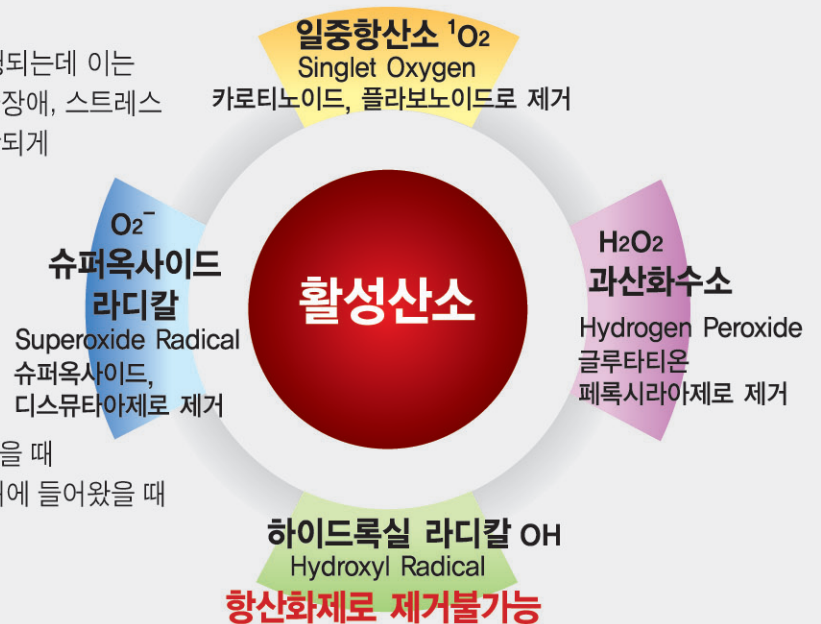 일중항산소 ¹O₂
Singlet Oxygen
카로티노이드, 플라보노이드로 제거
되는데 이는
장애, 스트레스
되게
O₂⁻
슈퍼옥사이드
라디칼
Superoxide Radical
슈퍼옥사이드,
디스뮤타아제로 제거
활성산소
H₂O₂
과산화수소
Hydrogen Peroxide
글루타티온
페록시라아제로 제거
을 때
에 들어왔을 때
하이드록실 라디칼 OH
Hydroxyl Radical
항산화제로 제거불가능